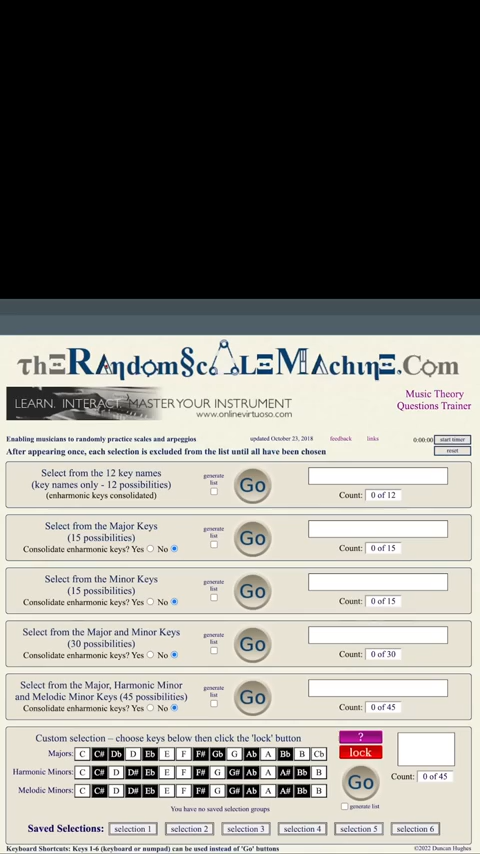 thΞRAndom§cALΞMAchinΞ.Com
LEARN. INTERACT. MASTER YOUR INSTRUMENT
www.onlinevirtuoso.com
Music Theory
Questions Trainer
Enabling musicians to randomly practice scales and arpeggios updated October 23, 2018 feedback links 0:00:00 start timer
After appearing once, each selection is excluded from the list until all have been chosen reset
Select from the 12 key names
(key names only - 12 possibilities)
(enharmonic keys consolidated)
generate
list
Go
Count: 0 of 12
Select from the Major Keys
(15 possibilities)
Consolidate enharmonic keys? Yes No
generate
list
Go
Count: 0 of 15
Select from the Minor Keys
(15 possibilities)
Consolidate enharmonic keys? Yes No
generate
list
Go
Count: 0 of 15
Select from the Major and Minor Keys
(30 possibilities)
Consolidate enharmonic keys? Yes No
generate
list
Go
Count: 0 of 30
Select from the Major, Harmonic Minor
and Melodic Minor Keys (45 possibilities)
Consolidate enharmonic keys? Yes No
generate
list
Go
Count: 0 of 45
Custom selection – choose keys below then click the 'lock' button
Majors: C C# Db D Eb E F F# Gb G Ab A Bb B Cb
Harmonic Minors: C C# D D# Eb E F F# G G# Ab A A# Bb B
Melodic Minors: C C# D D# Eb E F F# G G# Ab A A# Bb B
You have no saved selection groups
?
lock
Go
generate list
Count: 0 of 45
Saved Selections: selection 1 selection 2 selection 3 selection 4 selection 5 selection 6
Keyboard Shortcuts: Keys 1-6 (keyboard or numpad) can be used instead of 'Go' buttons ©2022 Duncan Hughes